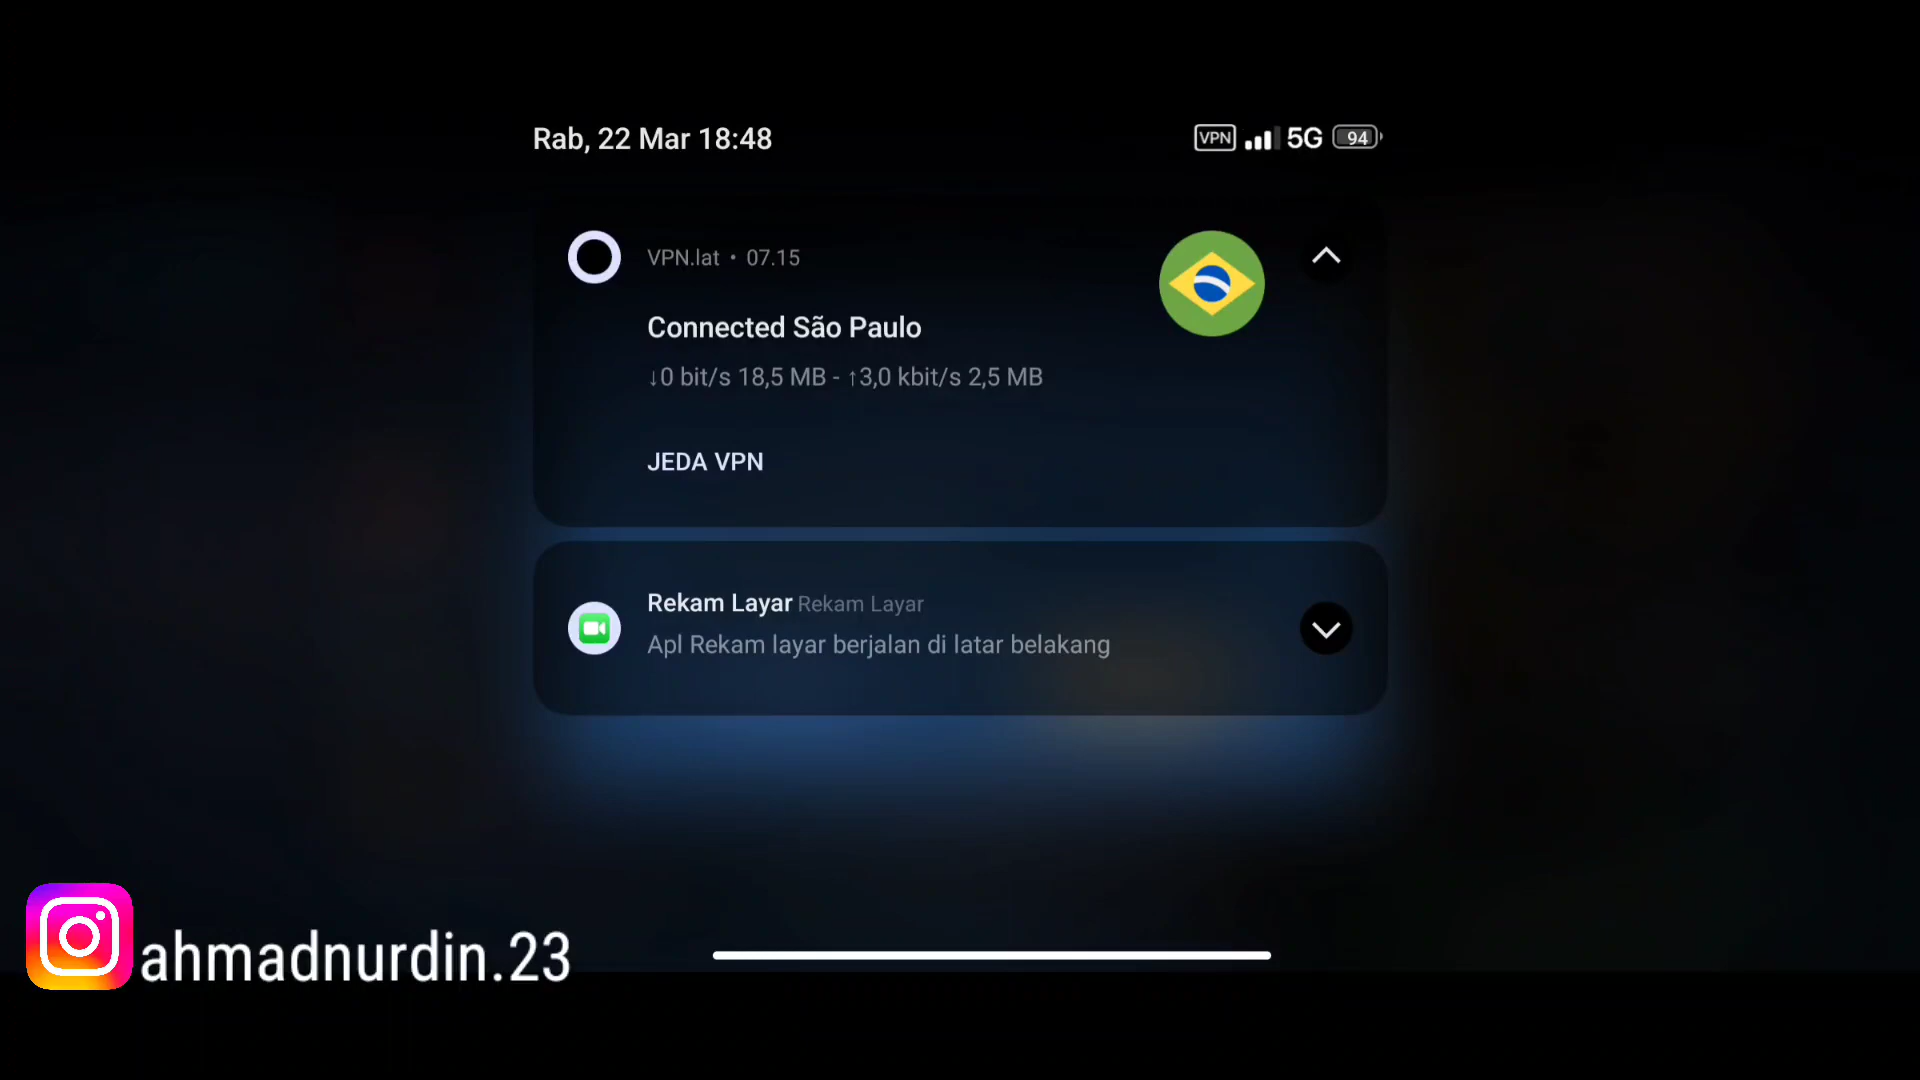 Rab, 22 Mar 18:48
VPN 5G 94
VPN.lat • 07.15
Connected São Paulo
↓0 bit/s 18,5 MB - ↑3,0 kbit/s 2,5 MB
JEDA VPN
Rekam Layar Rekam Layar
Apl Rekam layar berjalan di latar belakang
ahmadnurdin.23